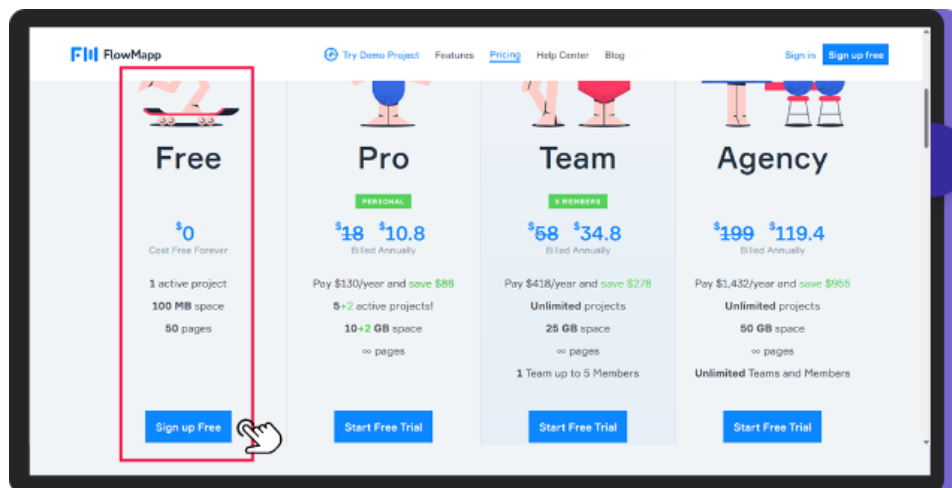 FlowMapp
Try Demo Project Features Pricing Help Center Blog
Sign in Sign up free
Free
$0
Cost Free Forever
1 active project
100 MB space
50 pages
Sign up Free
Pro
PERSONAL
$18 $10.8
Billed Annually
Pay $130/year and save $86
5+2 active projects!
10+2 GB space
∞ pages
Start Free Trial
Team
5 MEMBERS
$58 $34.8
Billed Annually
Pay $418/year and save $278
Unlimited projects
25 GB space
∞ pages
1 Team up to 5 Members
Start Free Trial
Agency
$199 $119.4
Billed Annually
Pay $1,432/year and save $955
Unlimited projects
50 GB space
∞ pages
Unlimited Teams and Members
Start Free Trial